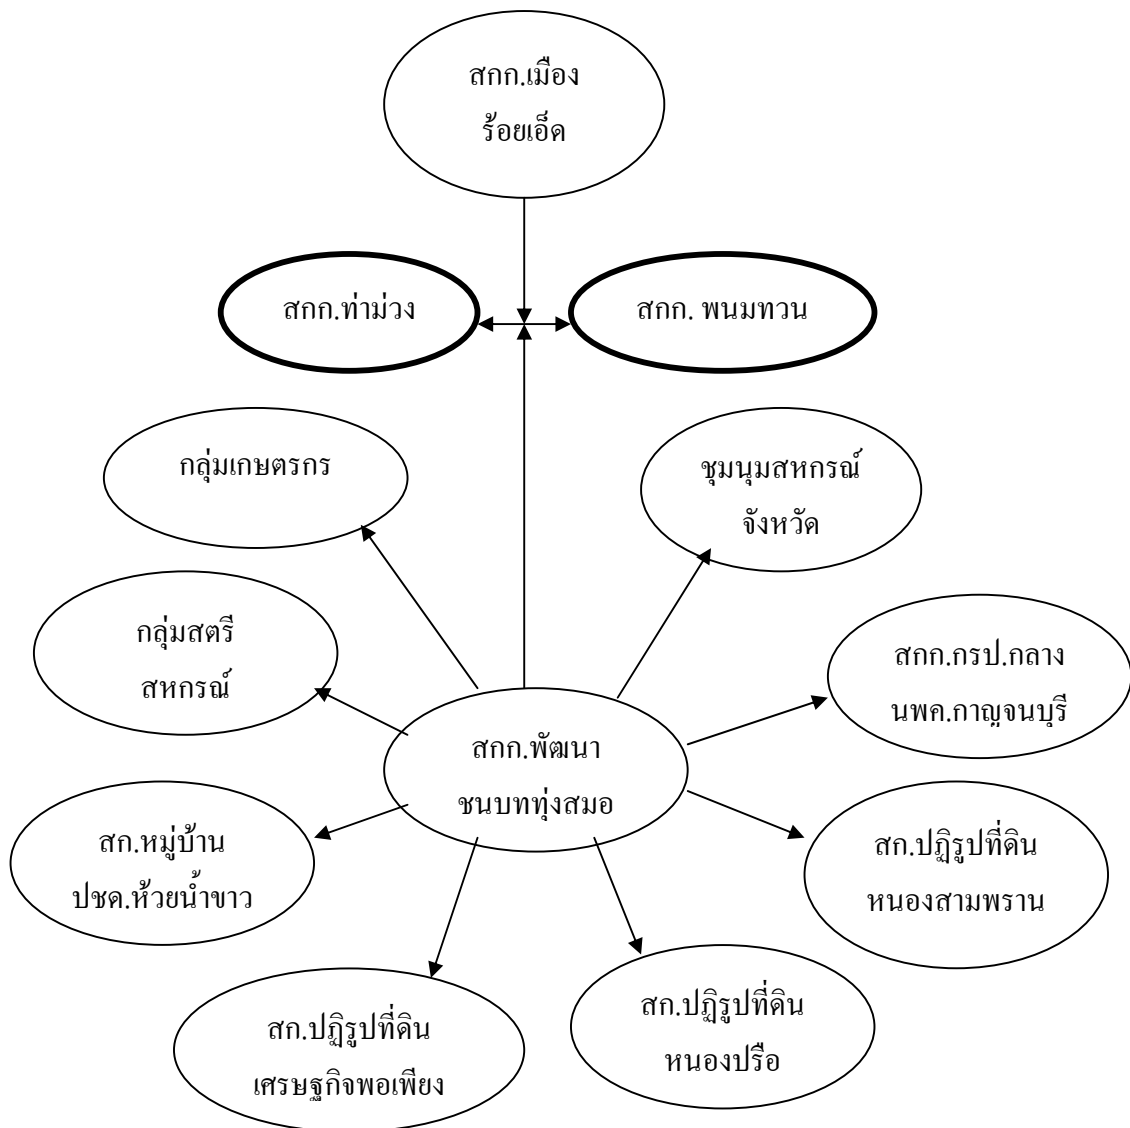 สกก.เมือง
ร้อยเอ็ด
สกก.ท่าม่วง
สกก. พนมทวน
กลุ่มเกษตรกร
ชุมนุมสหกรณ์
จังหวัด
กลุ่มสตรี
สหกรณ์
สกก.กรป.กลาง
นพค.กาญจนบุรี
สกก.พัฒนา
ชนบททุ่งสมอ
สก.หมู่บ้าน
ปชด.ห้วยน้ำขาว
สก.ปฏิรูปที่ดิน
หนองสามพราน
สก.ปฏิรูปที่ดิน
เศรษฐกิจพอเพียง
สก.ปฏิรูปที่ดิน
หนองปรือ